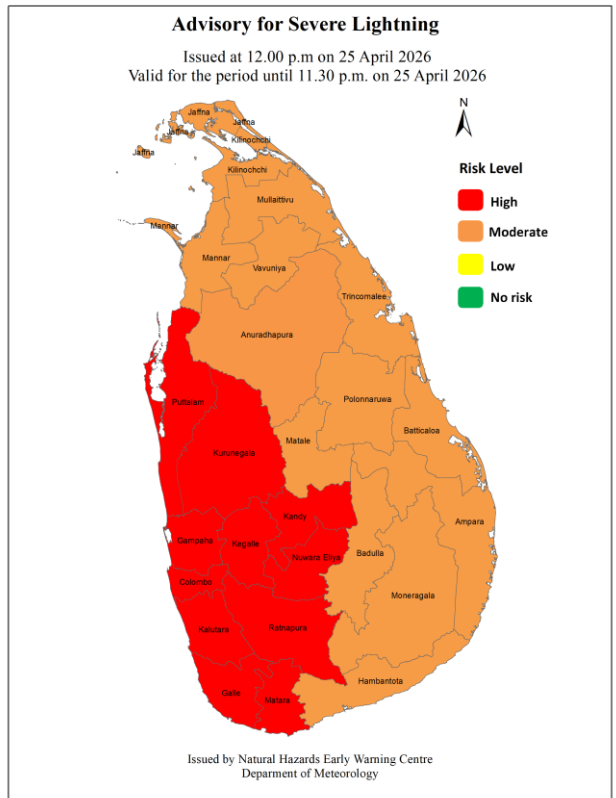 Advisory for Severe Lightning
Issued at 12.00 p.m on 25 April 2026
Valid for the period until 11.30 p.m. on 25 April 2026
N
Risk Level
High
Moderate
Low
No risk
Jaffna
Jaffna
Jaffna
Jaffna
Kilinochchi
Kilinochchi
Mullaittivu
Mannar
Mannar
Vavuniya
Trincomalee
Anuradhapura
Puttalam
Polonnaruwa
Batticaloa
Matale
Kurunegala
Kandy
Ampara
Gampaha
Kegalle
Nuwara Eliya
Badulla
Colombo
Moneragala
Kalutara
Ratnapura
Hambantota
Galle
Matara
Issued by Natural Hazards Early Warning Centre
Deparment of Meteorology